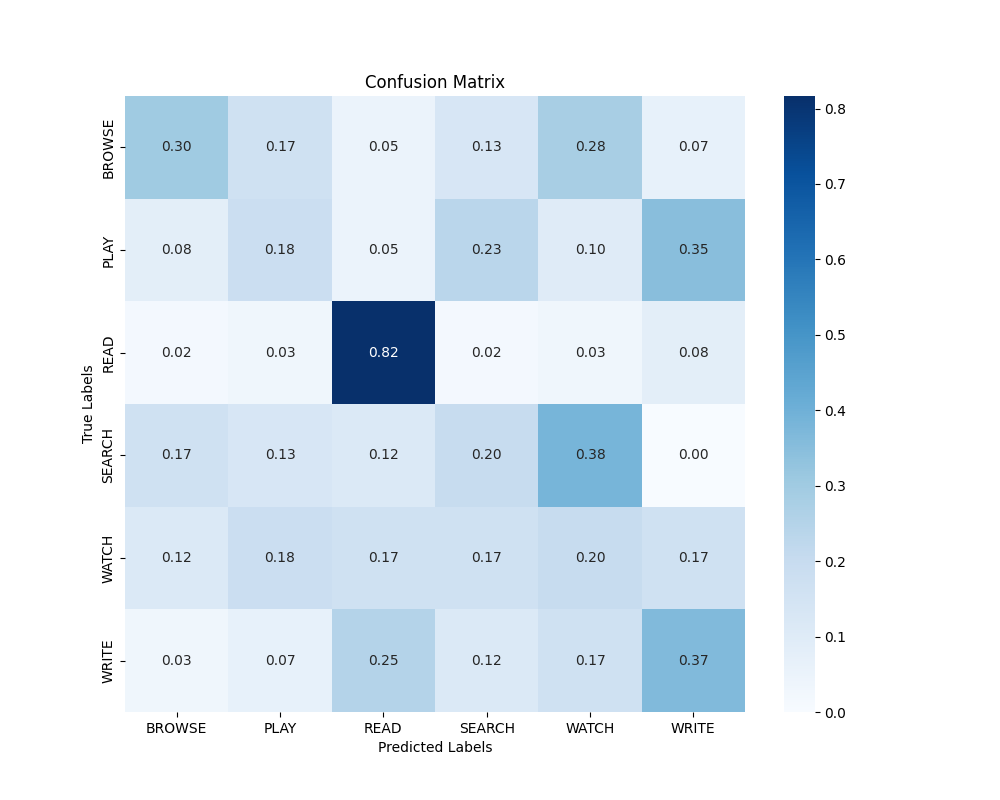 Confusion Matrix
True Labels
BROWSE 0.30 0.17 0.05 0.13 0.28 0.07
PLAY 0.08 0.18 0.05 0.23 0.10 0.35
READ 0.02 0.03 0.82 0.02 0.03 0.08
SEARCH 0.17 0.13 0.12 0.20 0.38 0.00
WATCH 0.12 0.18 0.17 0.17 0.20 0.17
WRITE 0.03 0.07 0.25 0.12 0.17 0.37
BROWSE PLAY READ SEARCH WATCH WRITE
Predicted Labels
0.8
0.7
0.6
0.5
0.4
0.3
0.2
0.1
0.0